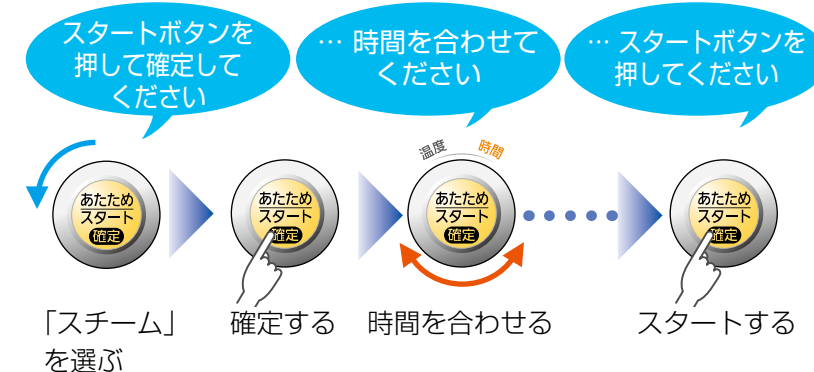 スタートボタンを
押して確定して
ください
… 時間を合わせて
ください
… スタートボタンを
押してください
あたため
スタート
確定
あたため
スタート
確定
温度 時間
あたため
スタート
確定
あたため
スタート
確定
「スチーム」
を選ぶ
確定する
時間を合わせる
スタートする